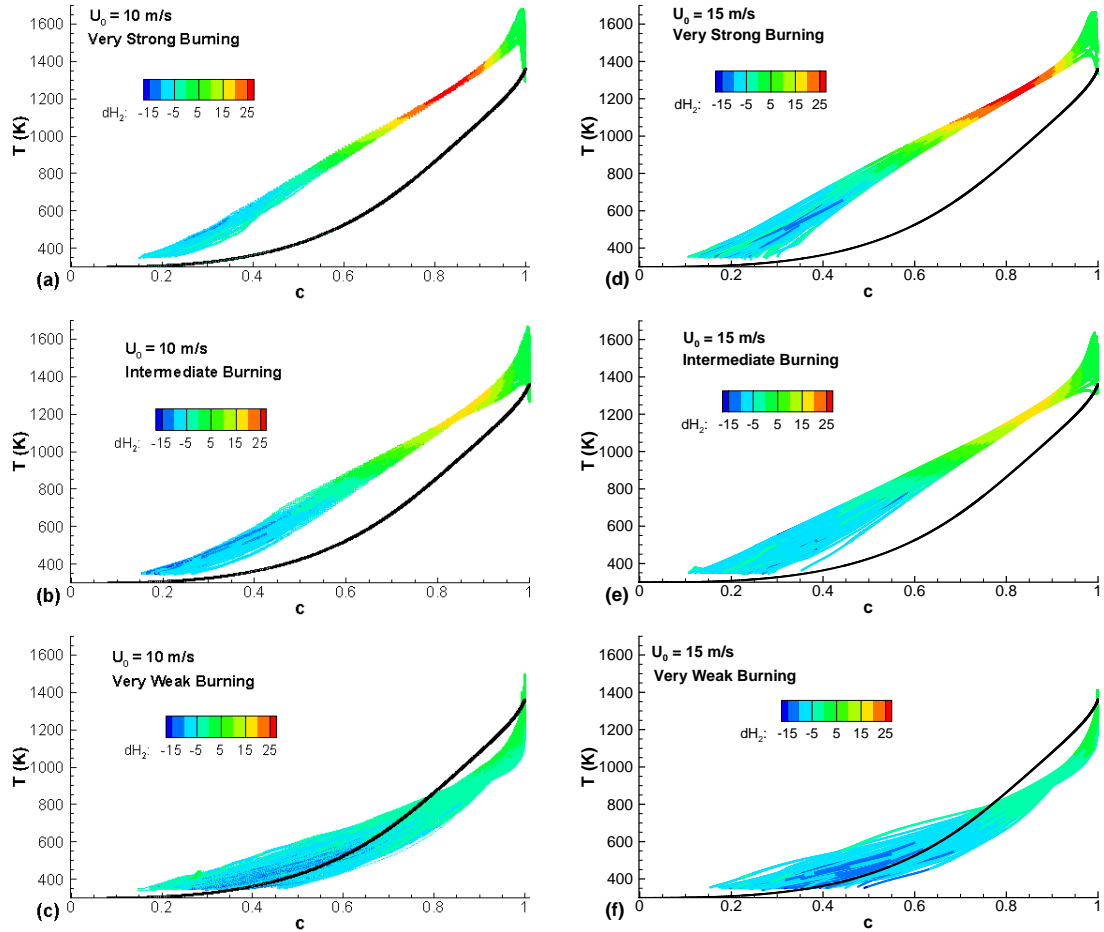 U0 = 10 m/s
Very Strong Burning
dH2: -15 -5 5 15 25
T (K)
1600
1400
1200
1000
800
600
400
0 0.2 0.4 0.6 0.8 1
c
(a)
U0 = 15 m/s
Very Strong Burning
dH2: -15 -5 5 15 25
T (K)
1600
1400
1200
1000
800
600
400
0 0.2 0.4 0.6 0.8 1
c
(d)
U0 = 10 m/s
Intermediate Burning
dH2: -15 -5 5 15 25
T (K)
1600
1400
1200
1000
800
600
400
0 0.2 0.4 0.6 0.8 1
c
(b)
U0 = 15 m/s
Intermediate Burning
dH2: -15 -5 5 15 25
T (K)
1600
1400
1200
1000
800
600
400
0 0.2 0.4 0.6 0.8 1
c
(e)
U0 = 10 m/s
Very Weak Burning
dH2: -15 -5 5 15 25
T (K)
1600
1400
1200
1000
800
600
400
0 0.2 0.4 0.6 0.8 1
c
(c)
U0 = 15 m/s
Very Weak Burning
dH2: -15 -5 5 15 25
T (K)
1600
1400
1200
1000
800
600
400
0 0.2 0.4 0.6 0.8 1
c
(f)